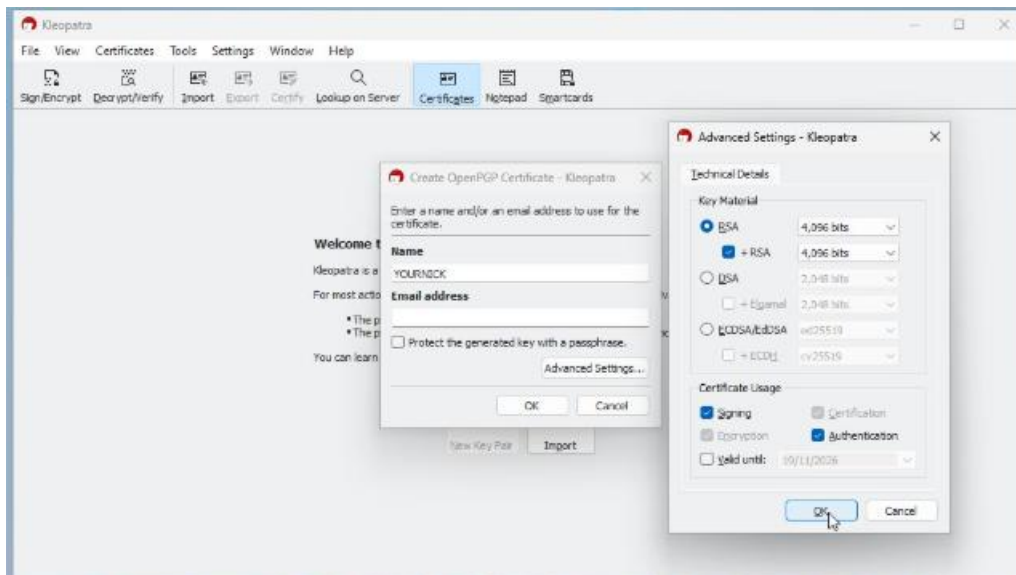 Kleopatra
File View Certificates Tools Settings Window Help
Sign/Encrypt Decrypt/Verify Import Export Certify Lookup on Server Certificates Notepad Smartcards
Welcome t
Kleopatra is a
For most actio
• The p
• The p
You can learn
New Key Pair Import
Create OpenPGP Certificate - Kleopatra
Enter a name and/or an email address to use for the
certificate.
Name
YOURNICK
Email address
Protect the generated key with a passphrase.
Advanced Settings...
OK Cancel
Advanced Settings - Kleopatra
Technical Details
Key Material
RSA 4,096 bits
+ RSA 4,096 bits
DSA 2,048 bits
+ Elgamal 2,048 bits
ECDSA/EdDSA ed25519
+ ECDH cv25519
Certificate Usage
Signing Certification
Encryption Authentication
Valid until: 19/11/2026
OK Cancel